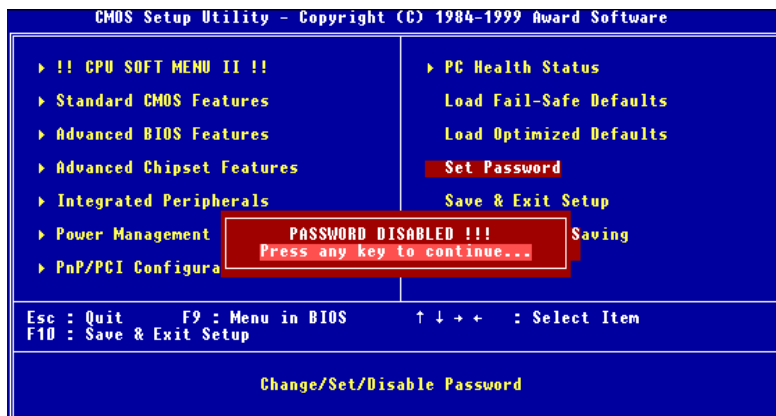 CMOS Setup Utility - Copyright (C) 1984-1999 Award Software
!! CPU SOFT MENU II !!
Standard CMOS Features
Advanced BIOS Features
Advanced Chipset Features
Integrated Peripherals
Power Management
PnP/PCI Configura
PC Health Status
Load Fail-Safe Defaults
Load Optimized Defaults
Set Password
Save & Exit Setup
Saving
PASSWORD DISABLED !!!
Press any key to continue...
Esc : Quit F9 : Menu in BIOS ↑ ↓ → ← : Select Item
F10 : Save & Exit Setup
Change/Set/Disable Password